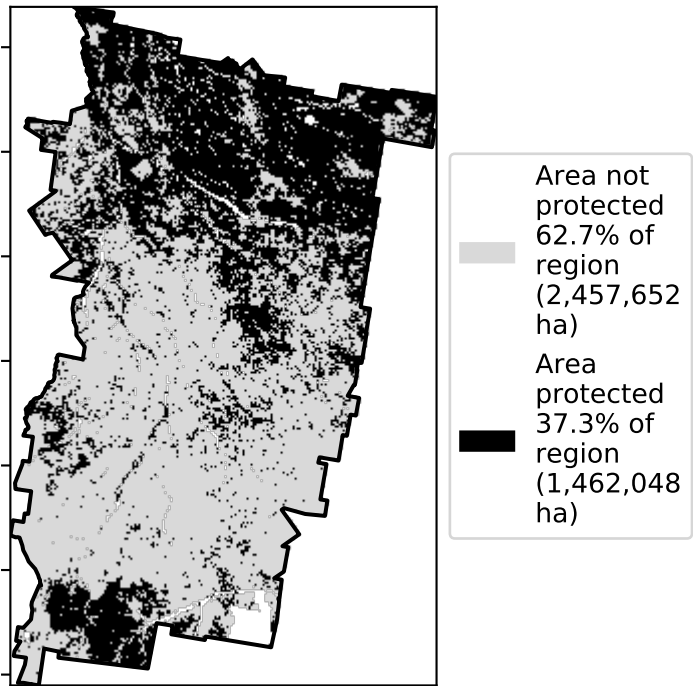 Area not
protected
62.7% of
region
(2,457,652
ha)
Area
protected
37.3% of
region
(1,462,048
ha)